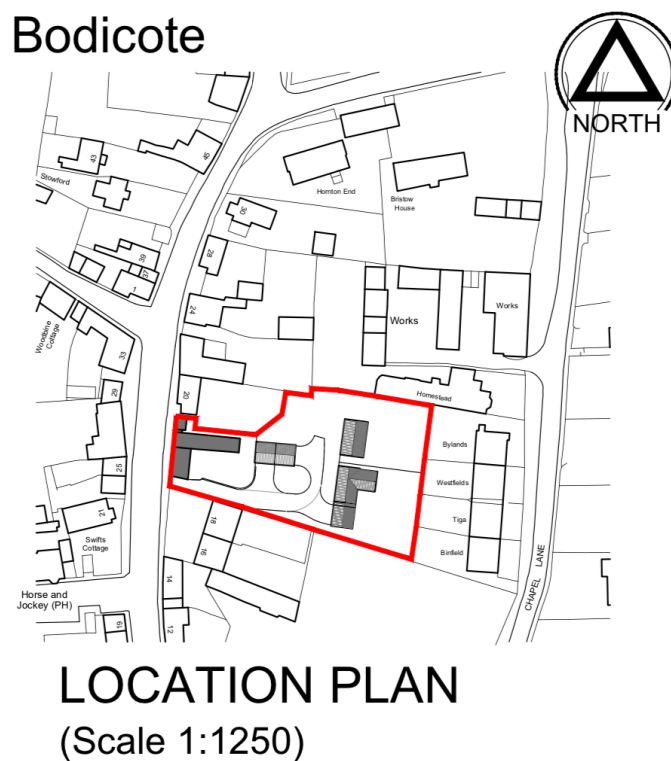 Bodicote
NORTH
43
45
Stowford
Hornton End
Bristow
House
30
39
37
1
28
24
Works
Works
Woodbine
Cottage
33
29
20
Homestead
Bylands
25
Westfields
21
18
Tiga
Swifts
Cottage
16
Binfield
14
Horse and
Jockey (PH)
19
12
CHAPEL LANE
LOCATION PLAN
(Scale 1:1250)